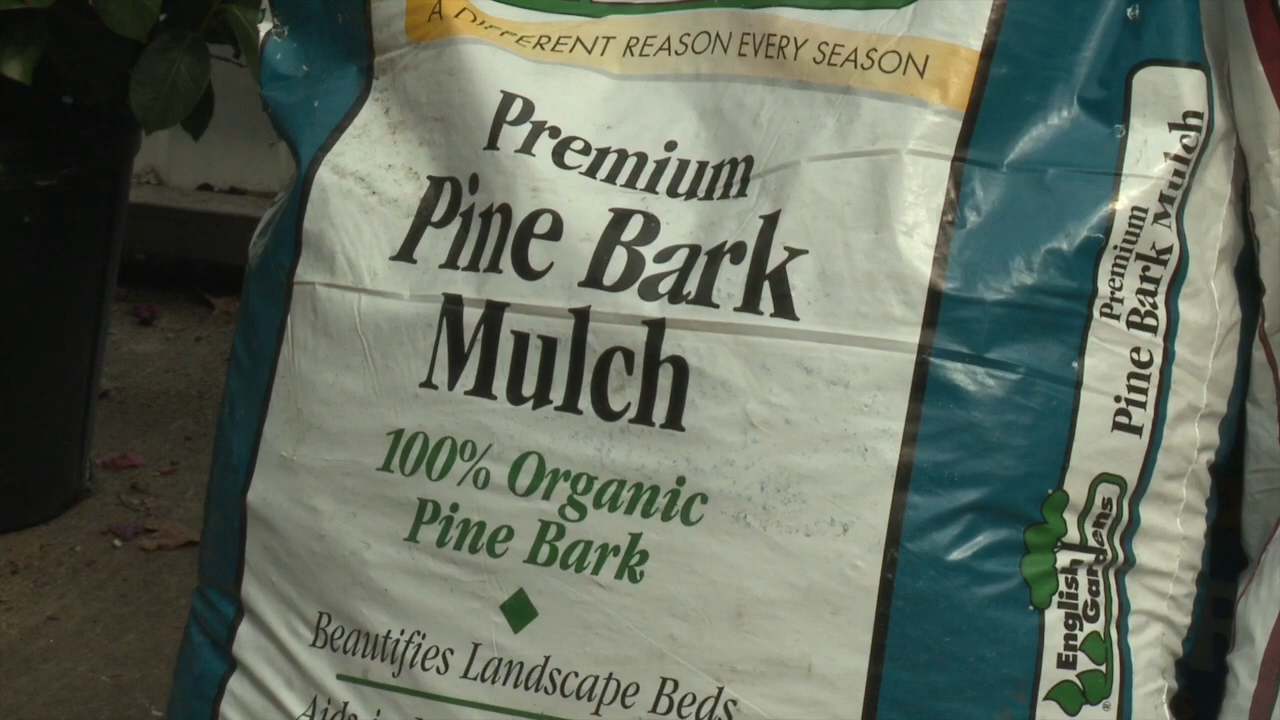 A DIFFERENT REASON EVERY SEASON
Premium
Pine Bark
Mulch
100% Organic
Pine Bark
Beautifies Landscape Beds
Aids
Premium
Pine Bark Mulch
English
Gardens
®